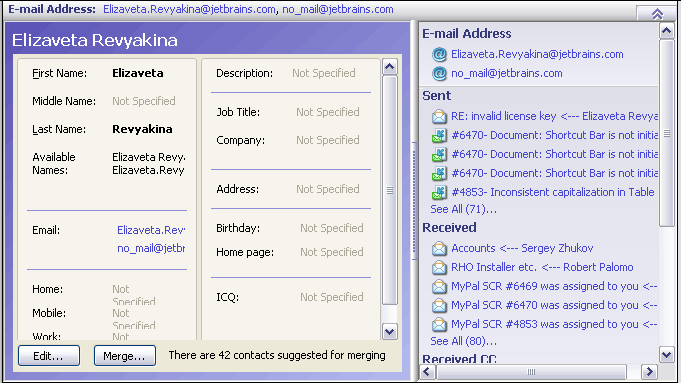 E-mail Address: Elizaveta.Revyakina@jetbrains.com, no_mail@jetbrains.com
Elizaveta Revyakina
First Name: Elizaveta
Middle Name: Not Specified
Last Name: Revyakina
Available Names: Elizaveta Revya
Elizaveta.Revy
Email: Elizaveta.Rev
no_mail@jetbr
Home: Not Specified
Mobile: Not Specified
Work: Not
Description: Not Specified
Job Title: Not Specified
Company: Not Specified
Address: Not Specified
Birthday: Not Specified
Home page: Not Specified
ICQ: Not Specified
Edit... Merge... There are 42 contacts suggested for merging
E-mail Address
Elizaveta.Revyakina@jetbrains.com
no_mail@jetbrains.com
Sent
RE: invalid license key <--- Elizaveta Revya
#6470- Document: Shortcut Bar is not initia
#6470- Document: Shortcut Bar is not initia
#6470- Document: Shortcut Bar is not initia
#4853- Inconsistent capitalization in Table
See All (71)...
Received
Accounts <--- Sergey Zhukov
RHO Installer etc. <--- Robert Palomo
MyPal SCR #6469 was assigned to you <--
MyPal SCR #6470 was assigned to you <--
MyPal SCR #4853 was assigned to you <--
See All (80)...
Received CC